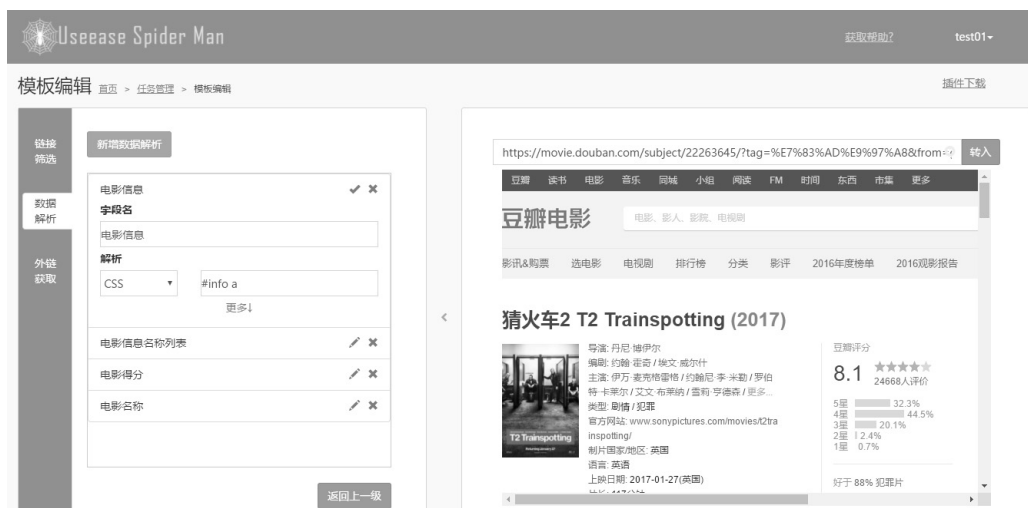 Useease Spider Man
获取帮助?
test01
模板编辑 首页 > 任务管理 > 模板编辑
插件下载
链接筛选
数据解析
外链获取
新增数据解析
电影信息
字段名
电影信息
解析
CSS #info a
更多↓
电影信息名称列表
电影得分
电影名称
返回上一级
https://movie.douban.com/subject/22263645/?tag=%E7%83%AD%E9%97%A8&from=
转入
豆瓣 读书 电影 音乐 同城 小组 阅读 FM 时间 东西 市集 更多
豆瓣电影
电影、影人、影院、电视剧
影讯&购票 选电影 电视剧 排行榜 分类 影评 2016年度榜单 2016观影报告
猜火车2 T2 Trainspotting (2017)
T2 Trainspotting
导演: 丹尼·博伊尔
编剧: 约翰·霍奇 / 埃文·威尔什
主演: 伊万·麦克格雷格 / 约翰尼·李·米勒 / 罗伯
特·卡莱尔 / 艾文·布莱纳 / 雪莉·亨德森 / 更多...
类型: 剧情 / 犯罪
官方网站: www.sonypictures.com/movies/t2tra
inspotting/
制片国家/地区: 英国
语言: 英语
上映日期: 2017-01-27(英国)
豆瓣评分
8.1
24668人评价
5星 32.3%
4星 44.5%
3星 20.1%
2星 2.4%
1星 0.7%
好于 88% 犯罪片